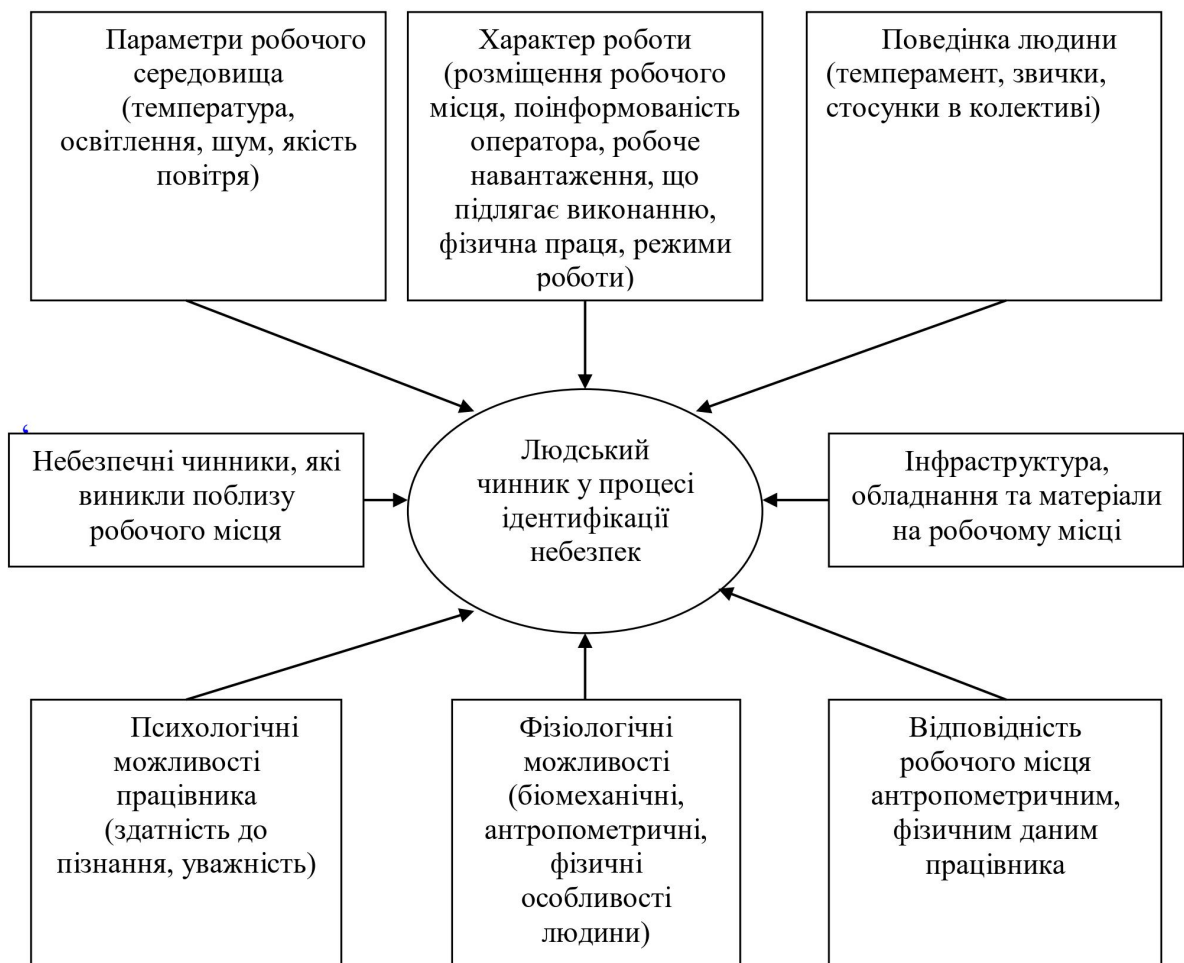 Параметри робочого
середовища
(температура,
освітлення, шум, якість
повітря)
Характер роботи
(розміщення робочого
місця, поінформованість
оператора, робоче
навантаження, що
підлягає виконанню,
фізична праця, режими
роботи)
Поведінка людини
(темперамент, звички,
стосунки в колективі)
Небезпечні чинники, які
виникли поблизу
робочого місця
Людський
чинник у процесі
ідентифікації
небезпек
Інфраструктура,
обладнання та матеріали
на робочому місці
Психологічні
можливості
працівника
(здатність до
пізнання, уважність)
Фізіологічні
можливості
(біомеханічні,
антропометричні,
фізичні
особливості
людини)
Відповідність
робочого місця
антропометричним,
фізичним даним
працівника